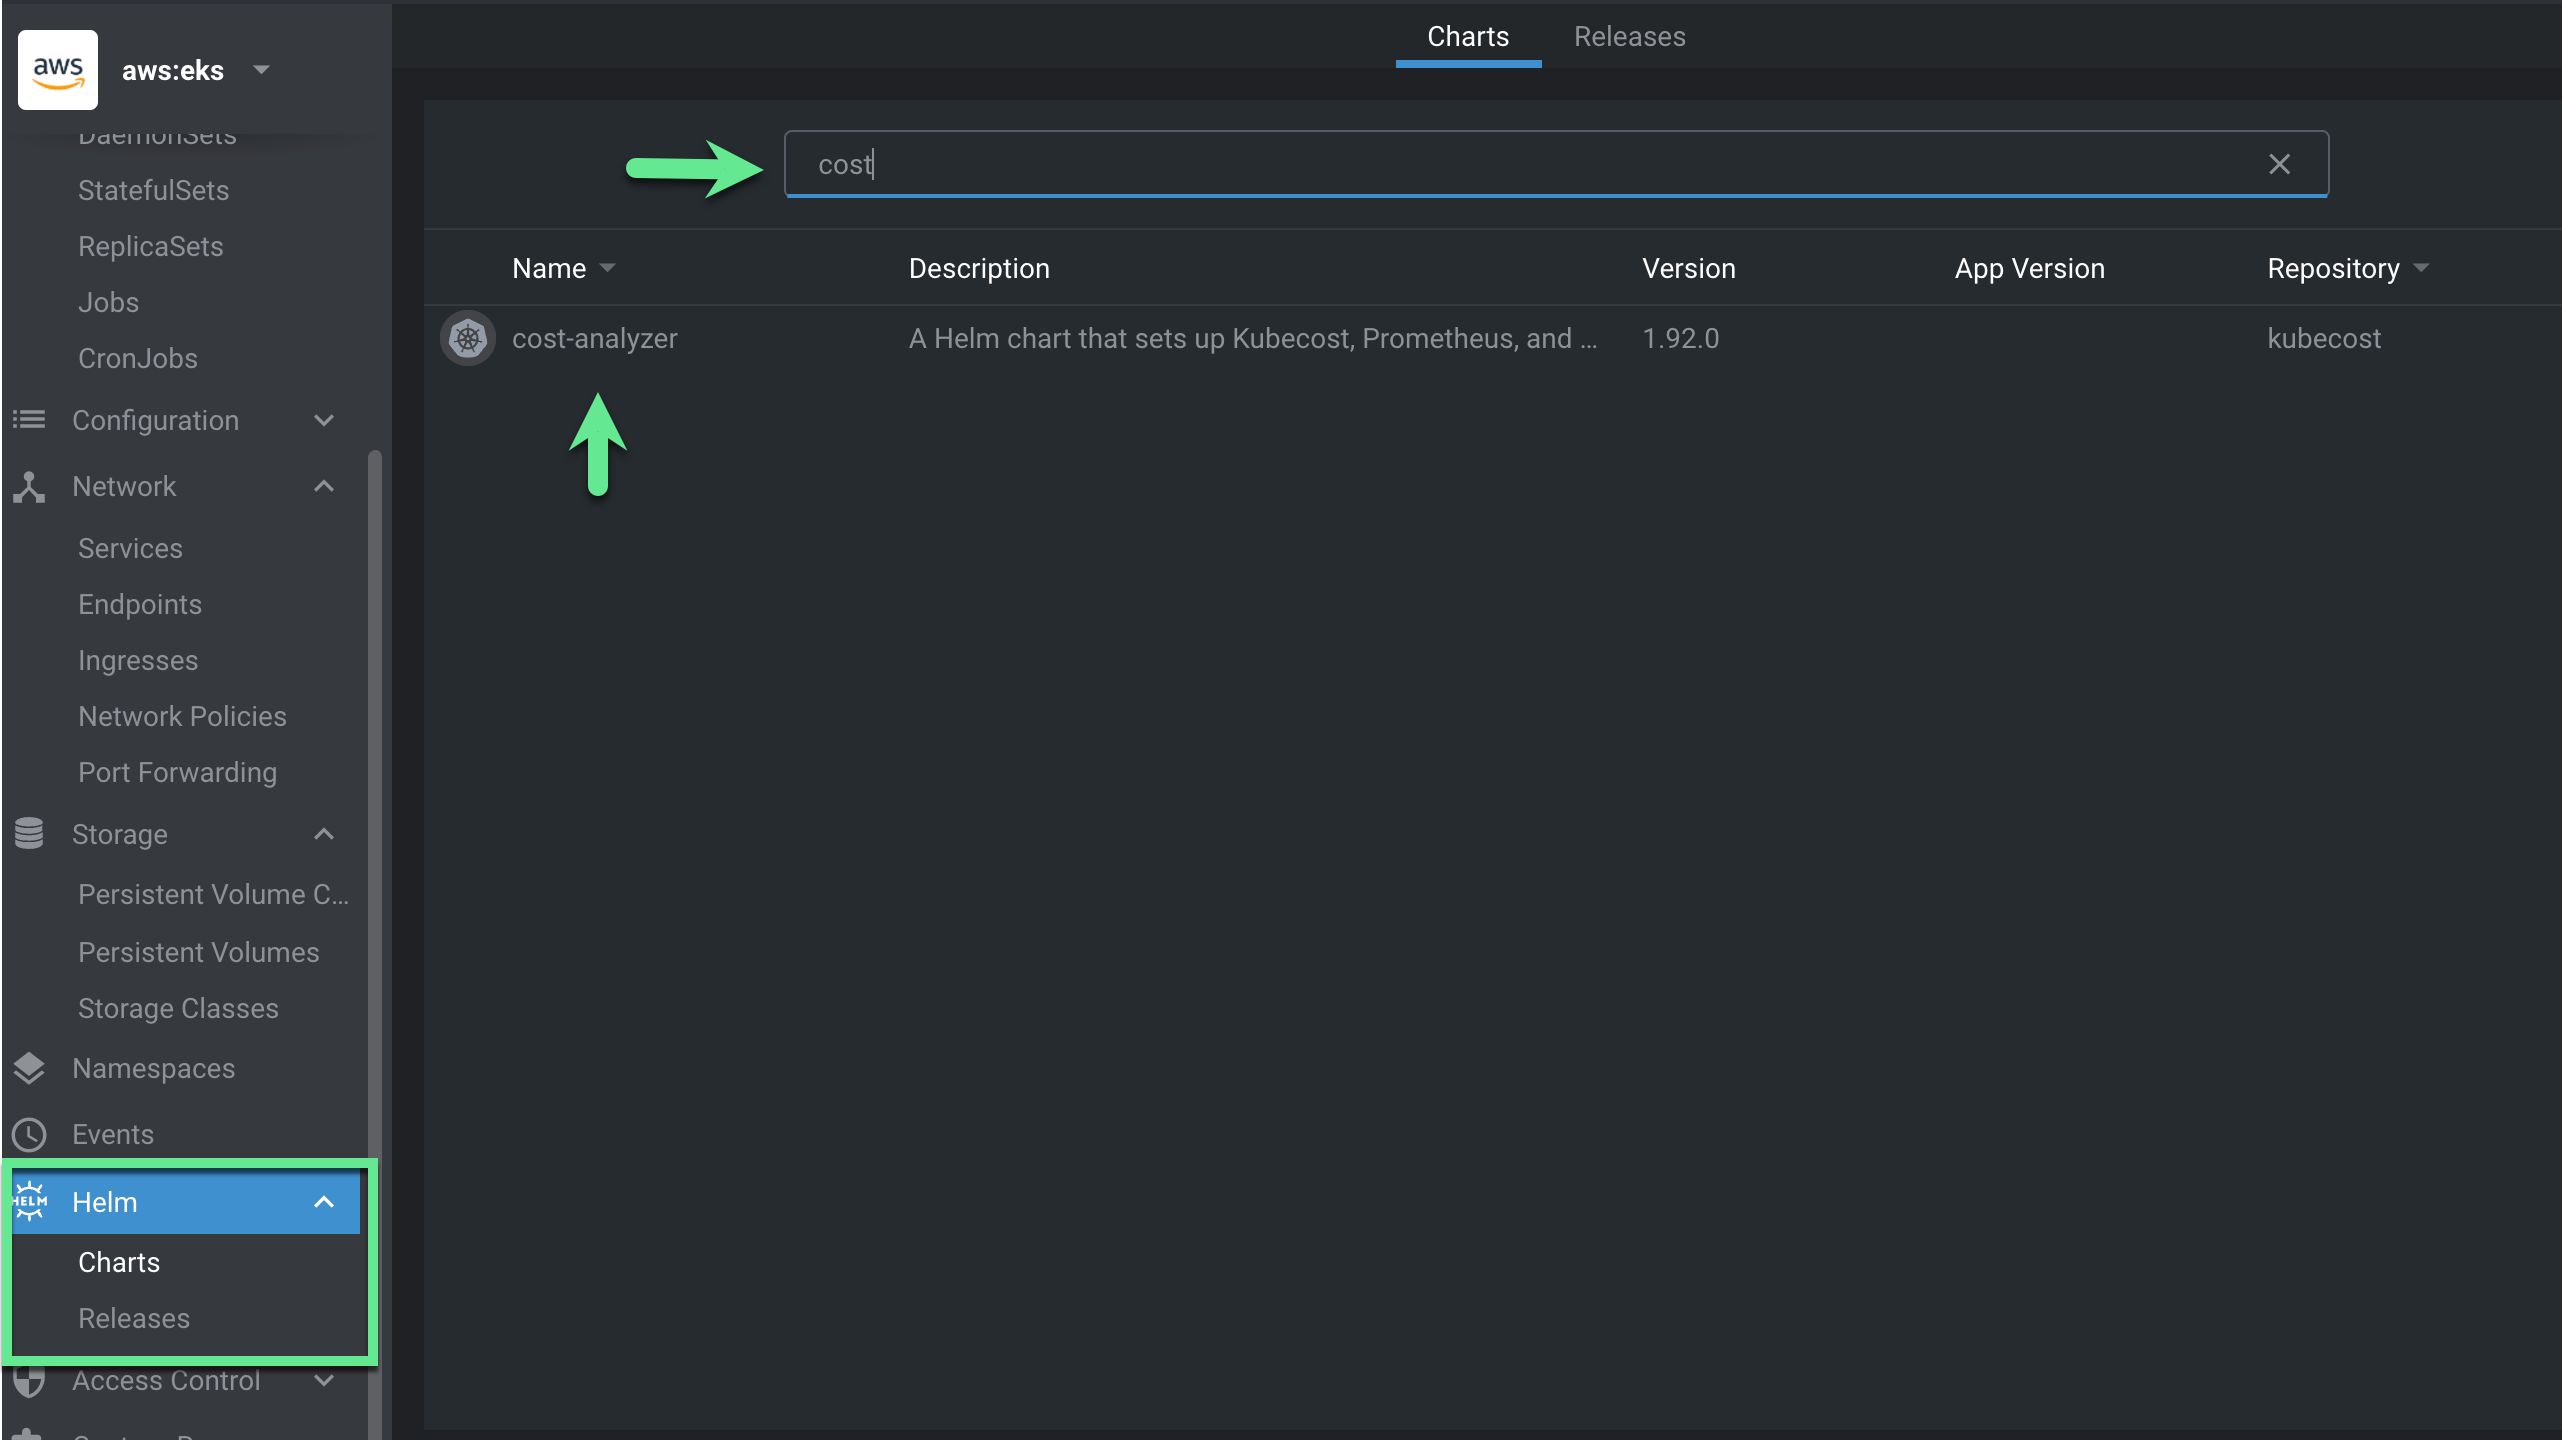 aws
aws:eks
DaemonSets
StatefulSets
ReplicaSets
Jobs
CronJobs
Configuration
Network
Services
Endpoints
Ingresses
Network Policies
Port Forwarding
Storage
Persistent Volume C...
Persistent Volumes
Storage Classes
Namespaces
Events
HELM
Helm
Charts
Releases
Access Control
Charts Releases
cost
Name Description Version App Version Repository
cost-analyzer A Helm chart that sets up Kubecost, Prometheus, and ... 1.92.0 kubecost